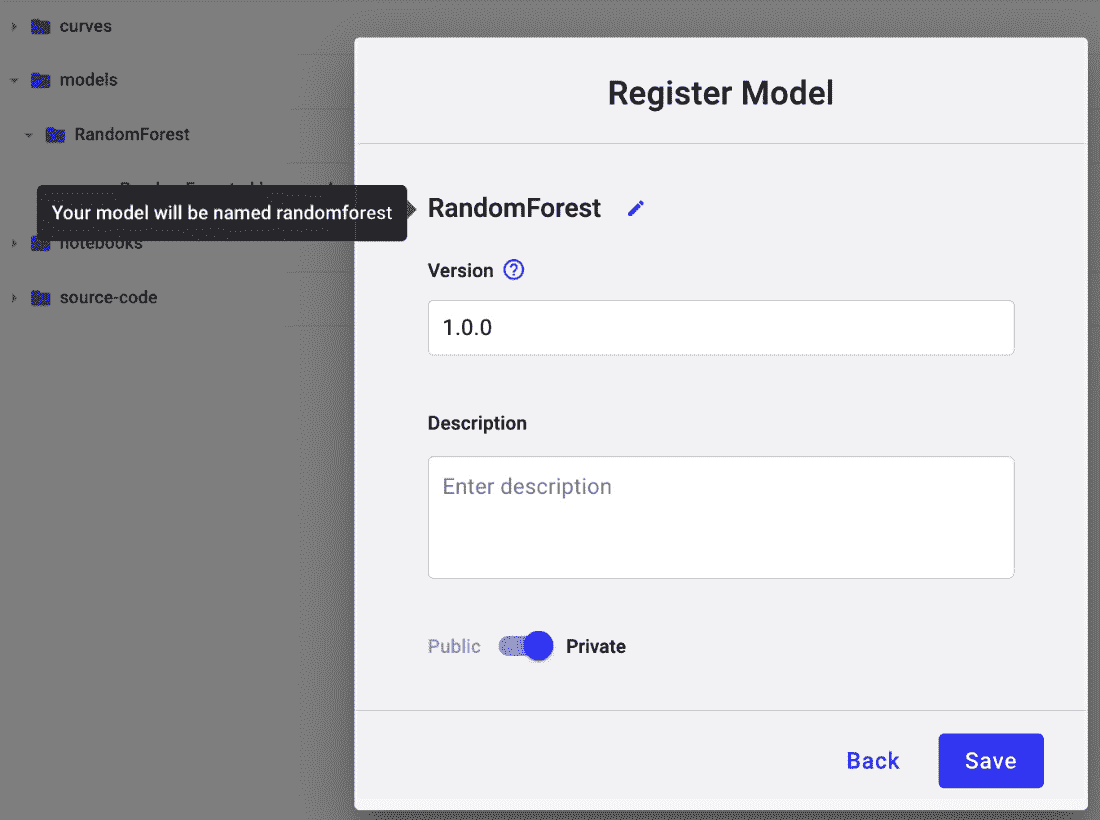 curves
models
RandomForest
notebooks
source-code
Register Model
Your model will be named randomforest
RandomForest
Version
1.0.0
Description
Enter description
Public
Private
Back
Save